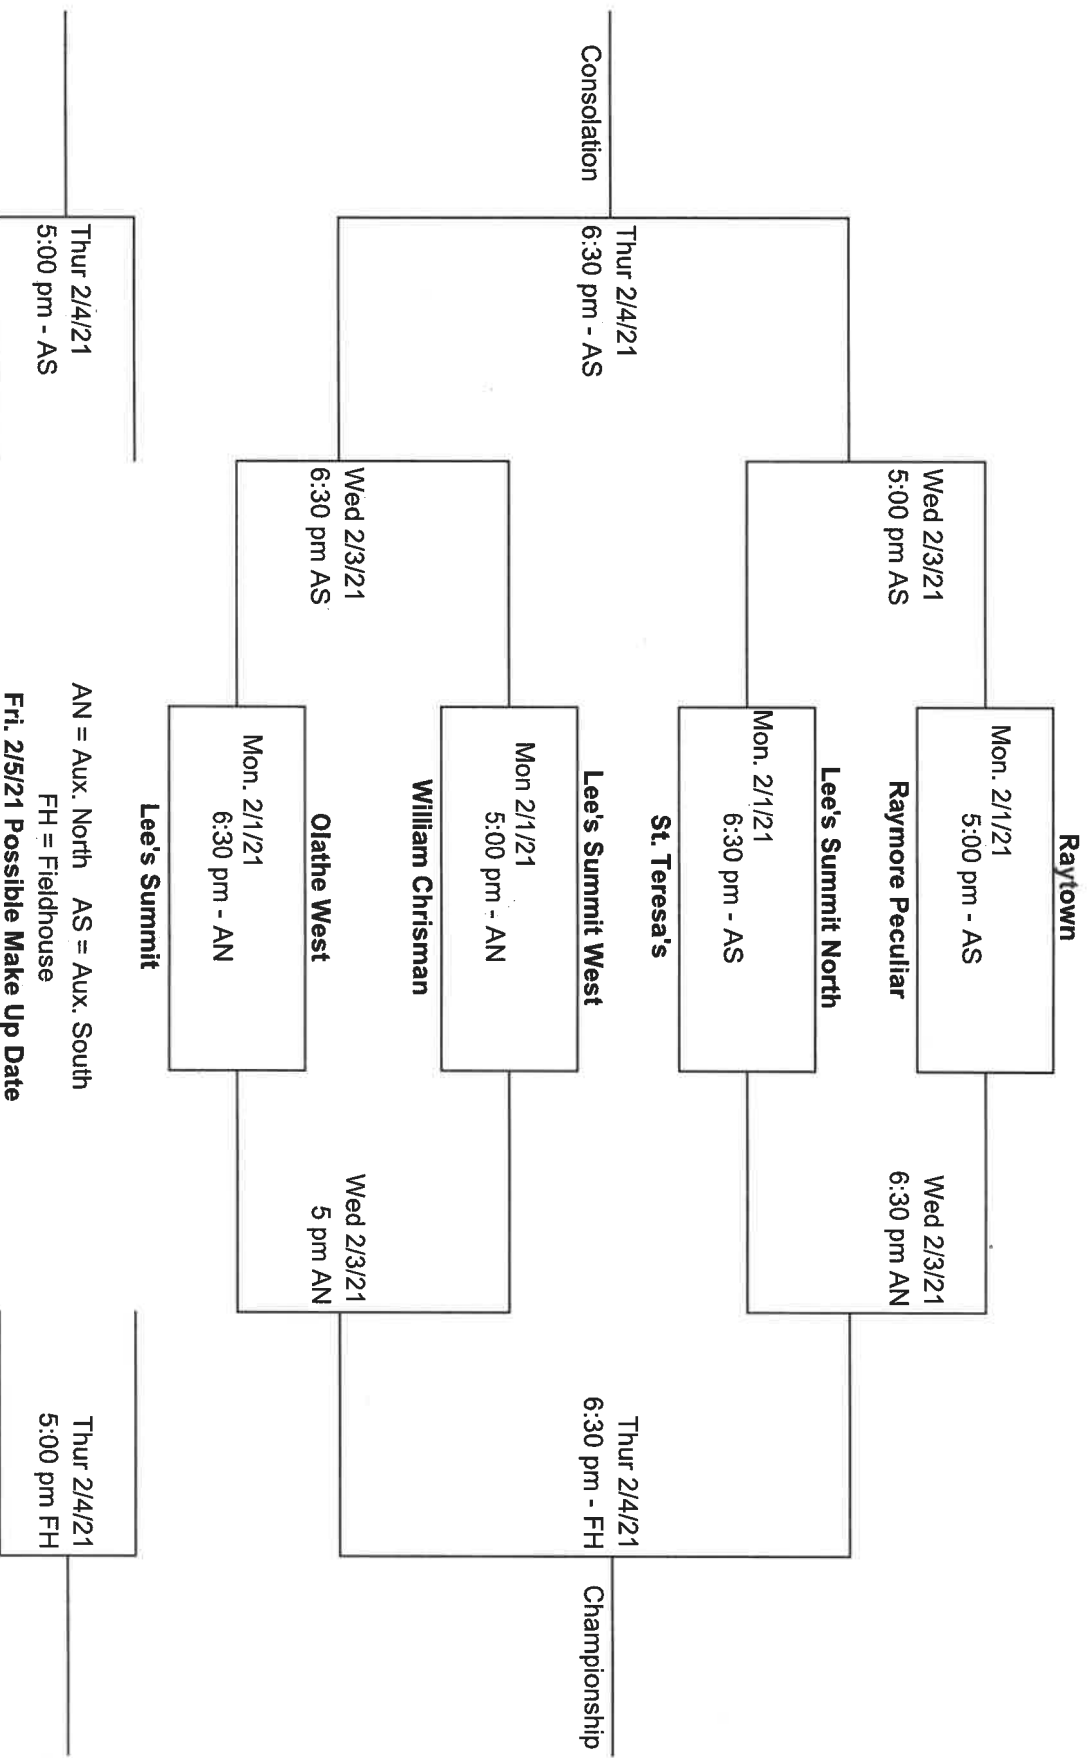 Raytown
Mon. 2/1/21
5:00 pm - AS
Raymore Peculiar
Wed 2/3/21
5:00 pm AS
Wed 2/3/21
6:30 pm AN
Lee's Summit North
Mon. 2/1/21
6:30 pm - AS
St. Teresa's
Thur 2/4/21
6:30 pm - AS
Consolation
Thur 2/4/21
6:30 pm - FH
Championship
Lee's Summit West
Mon 2/1/21
5:00 pm - AN
William Chrisman
Wed 2/3/21
6:30 pm AS
Wed 2/3/21
5 pm AN
Olathe West
Mon. 2/1/21
6:30 pm - AN
Lee's Summit
Thur 2/4/21
5:00 pm - AS
Thur 2/4/21
5:00 pm FH
AN = Aux. North AS = Aux. South
FH = Fieldhouse
Fri. 2/5/21 Possible Make Up Date